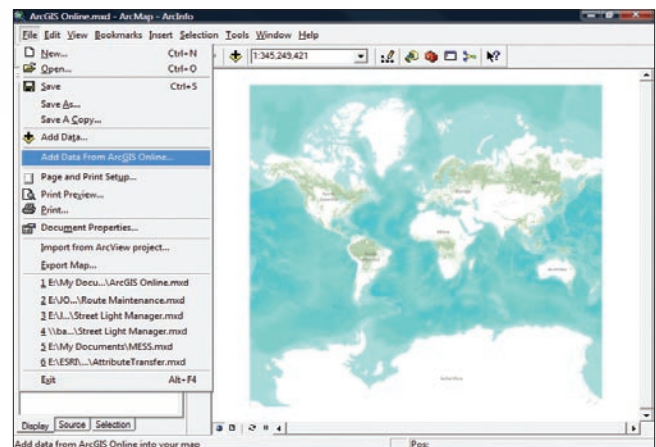 ArcGIS Online.mxd - ArcMap - ArcInfo
File Edit View Bookmarks Insert Selection Tools Window Help
New... Ctrl+N
1:345,249,421
Open... Ctrl+O
Save Ctrl+S
Save As...
Save A Copy...
Add Data...
Add Data From ArcGIS Online...
Page and Print Setup...
Print Preview...
Print...
Document Properties...
Import from ArcView project...
Export Map...
1 E:\My Docu...\ArcGIS Online.mxd
2 E:\JO...\Route Maintenance.mxd
3 E:\J...\Street Light Manager.mxd
4 \\ba...\Street Light Manager.mxd
5 E:\My Documents\MESS.mxd
6 E:\ESRI\...\AttributeTransfer.mxd
Exit Alt+F4
Africa
Display Source Selection
Add data from ArcGIS Online into your map
Pos: